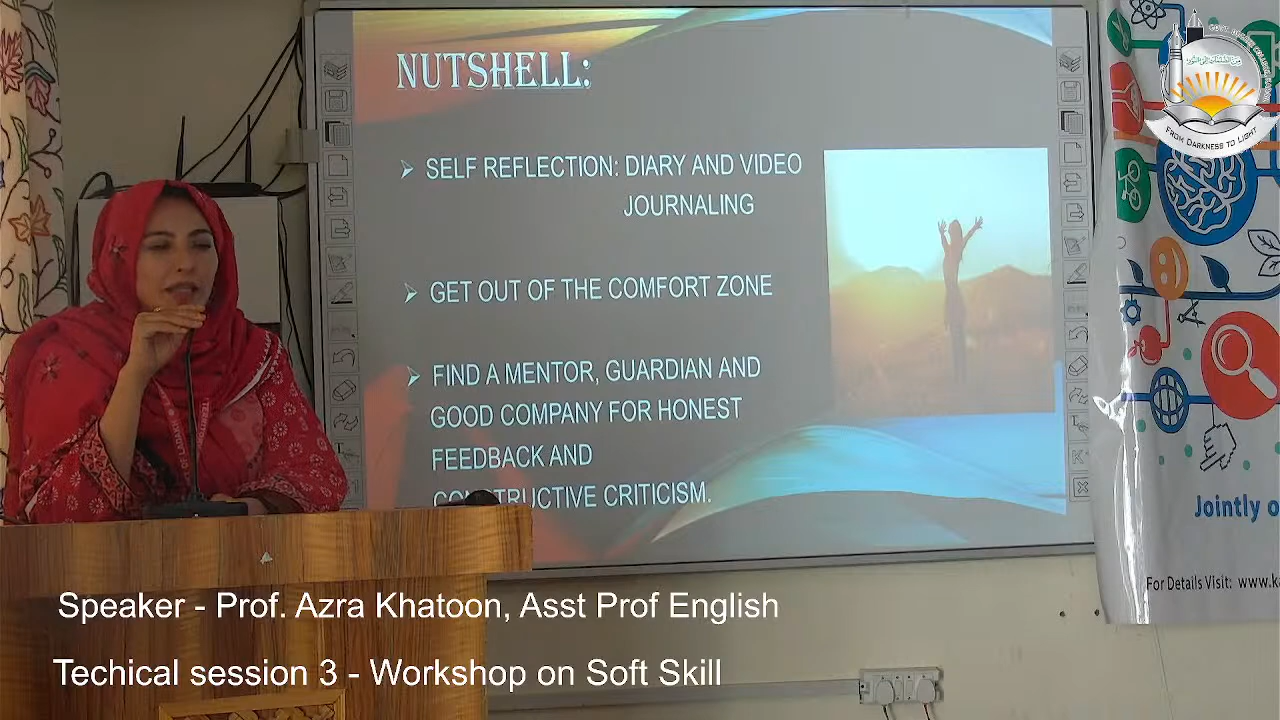 NUTSHELL:
SELF REFLECTION: DIARY AND VIDEO
JOURNALING
GET OUT OF THE COMFORT ZONE
FIND A MENTOR, GUARDIAN AND
GOOD COMPANY FOR HONEST
FEEDBACK AND
CRITICISM.
FROM DARKNESS TO LIGHT
Jointly
For Details Visit: www.
Speaker - Prof. Azra Khatoon, Asst Prof English
Techical session 3 - Workshop on Soft Skill